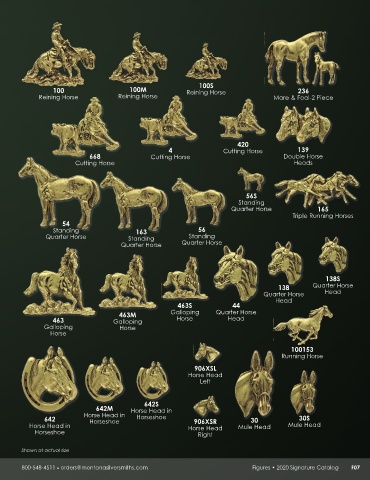 100
Reining Horse
100M
Reining Horse
100S
Reining Horse
236
Mare & Foal-2 Piece
668
Cutting Horse
4
Cutting Horse
420
Cutting Horse
139
Double Horse
Heads
54
Standing
Quarter Horse
163
Standing
Quarter Horse
56
Standing
Quarter Horse
56S
Standing
Quarter Horse
165
Triple Running Horses
463
Galloping
Horse
463M
Galloping
Horse
463S
Galloping
Horse
44
Quarter Horse
Head
138
Quarter Horse
Head
138S
Quarter Horse
Head
100153
Running Horse
642
Horse Head in
Horseshoe
642M
Horse Head in
Horseshoe
642S
Horse Head in
Horseshoe
906XSL
Horse Head
Left
906XSR
Horse Head
Right
30
Mule Head
30S
Mule Head
Shown at actual size
800-548-4511 • orders@montanasilversmiths.com
Figures • 2020 Signature Catalog F07